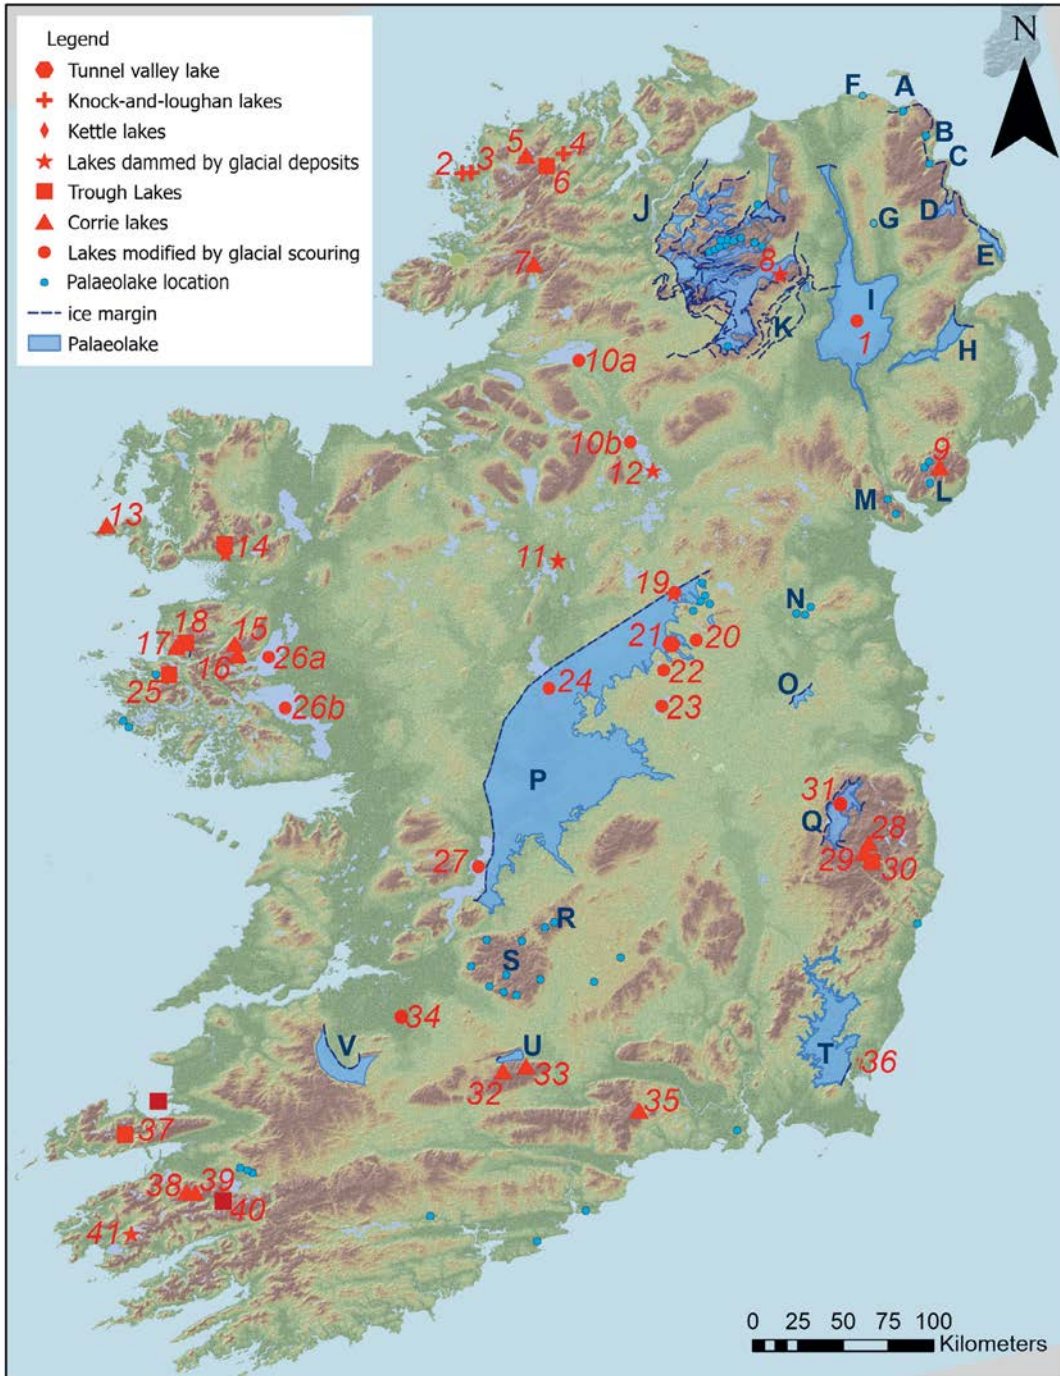 Legend
Tunnel valley lake
Knock-and-loughan lakes
Kettle lakes
Lakes dammed by glacial deposits
Trough Lakes
Corrie lakes
Lakes modified by glacial scouring
Palaeolake location
ice margin
Palaeolake
N
F A
B
C
D
E
G
2 3 5 4
6
J
7
8
I
1
K
H
10a
10b
12
9
L
M
13
14
11
19
N
18
17 15
16 26a
25
26b
21 20
22
24
23
O
P
31
Q
28
29
30
27
R
S
34
V
U
33
32
T
36
35
37
38 39
40
41
0 25 50 75 100
Kilometers